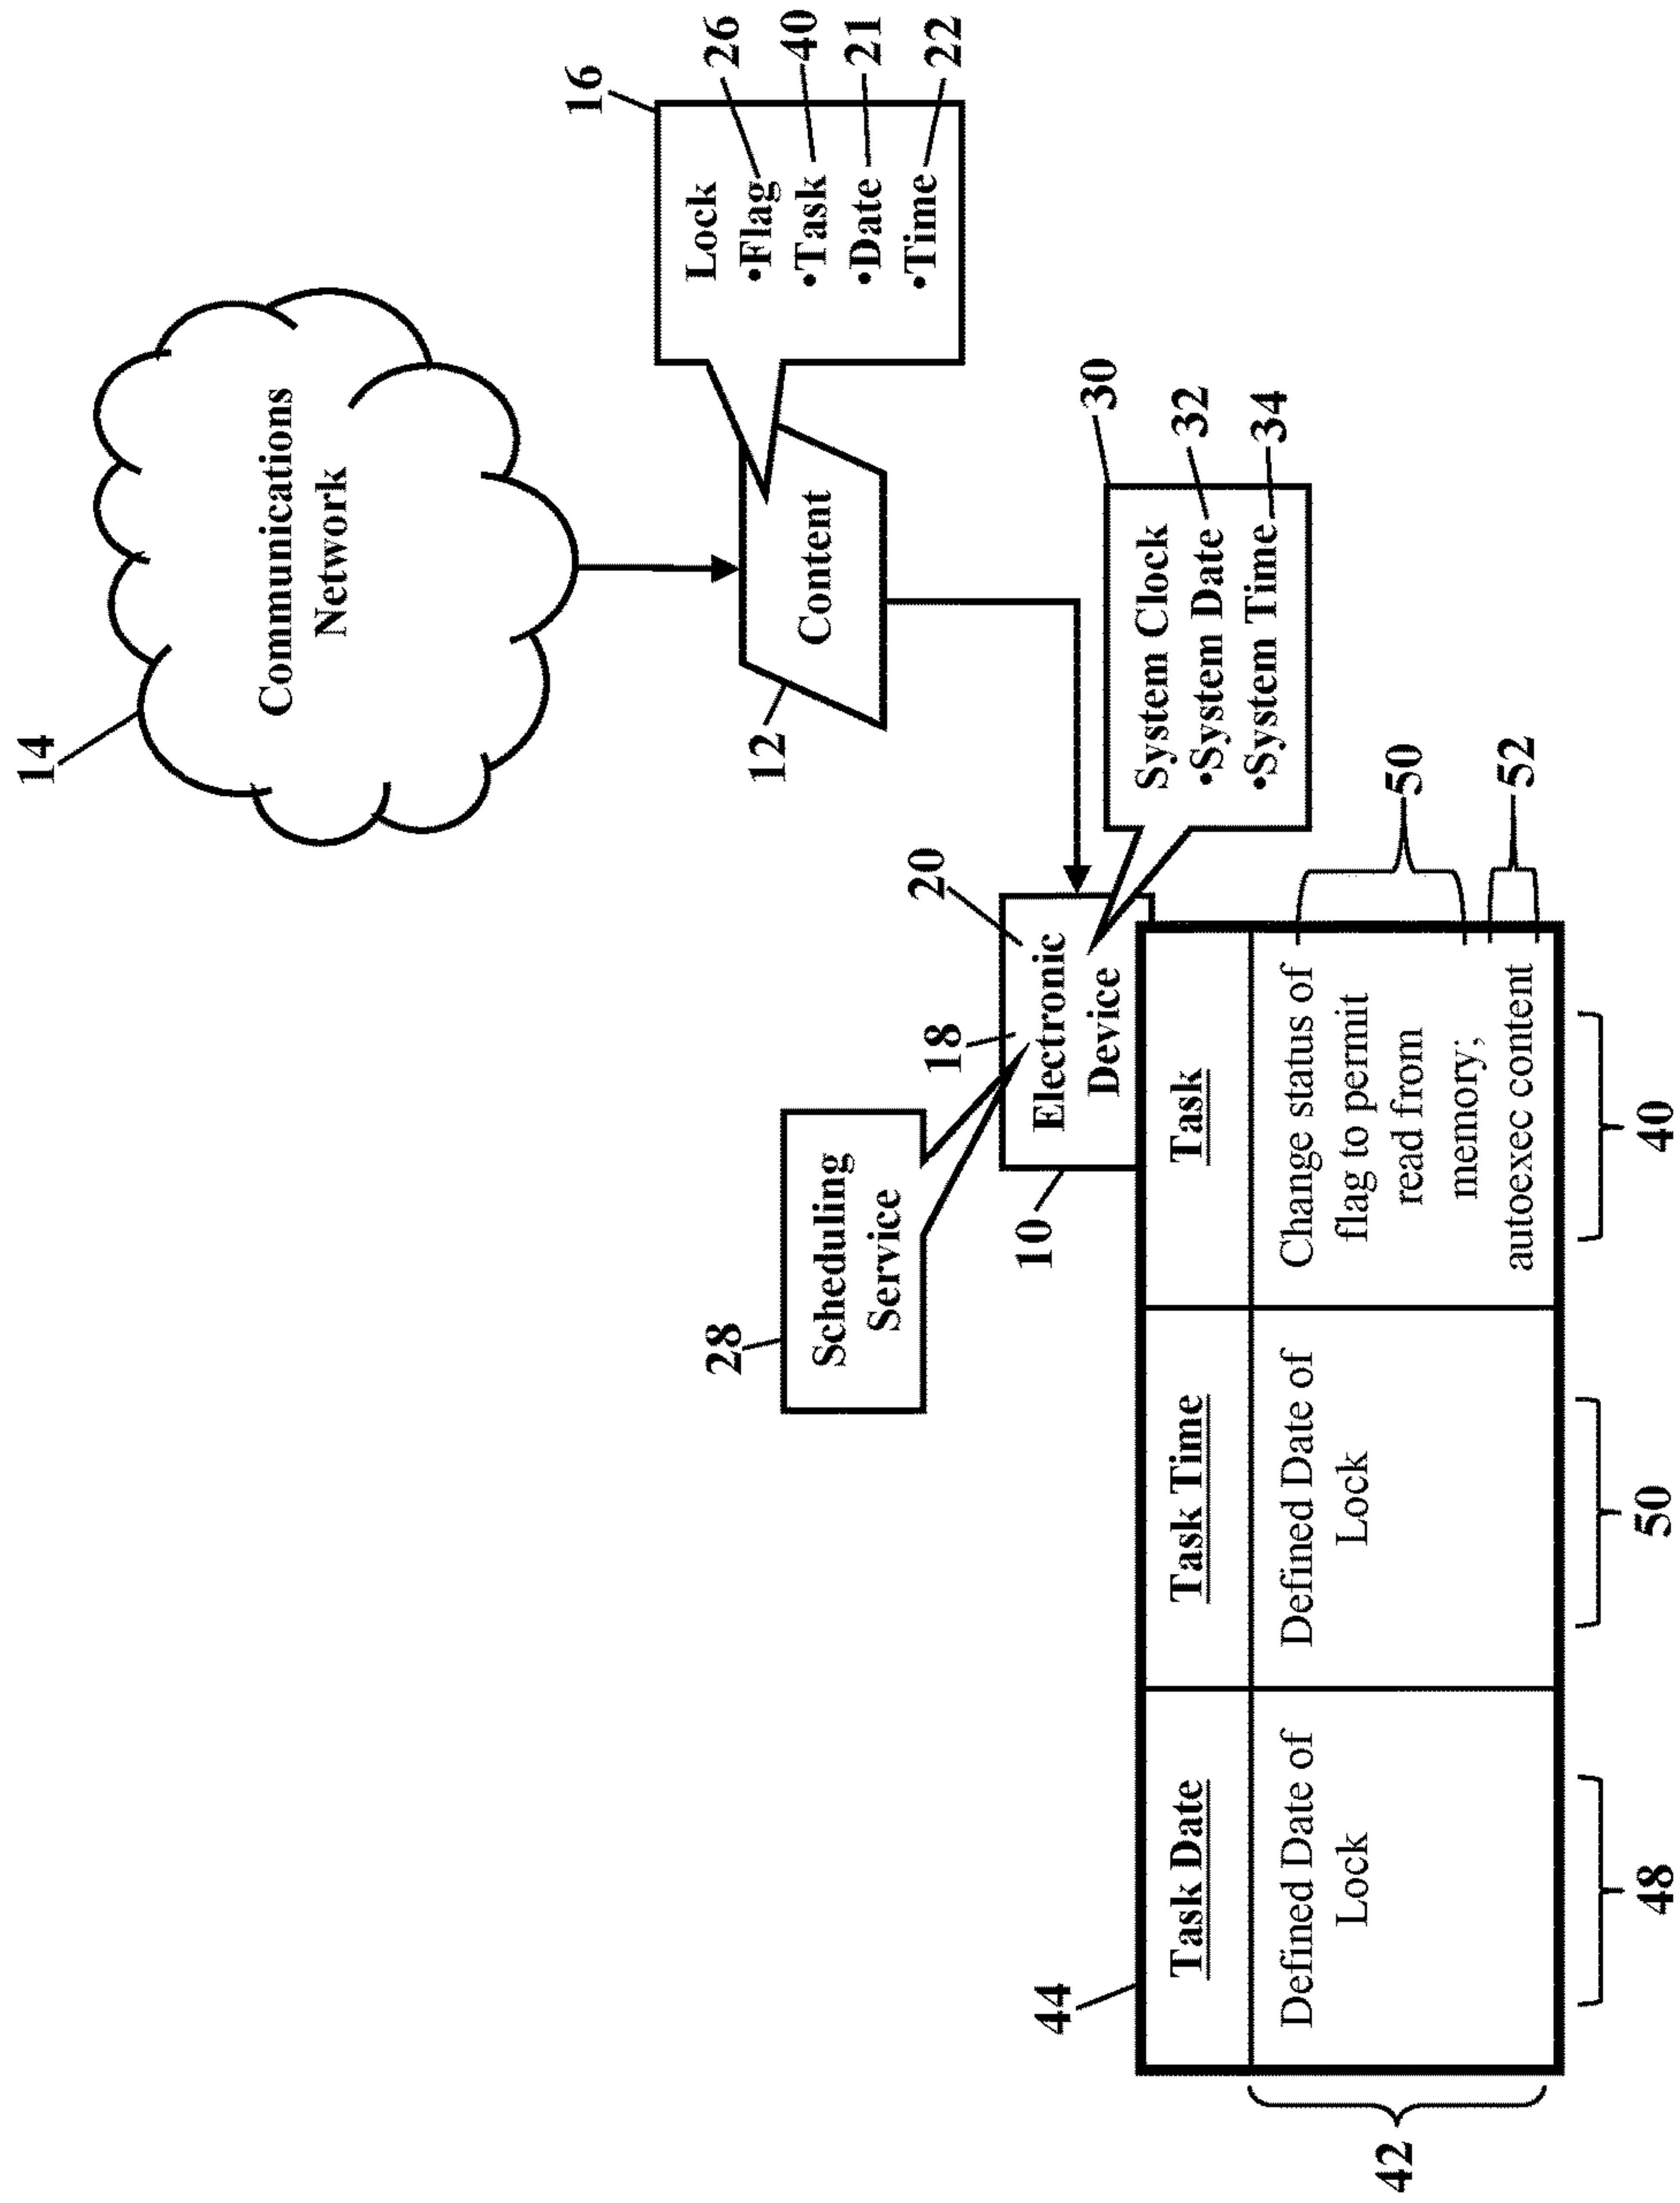 14
Communications
Network
16
Lock
•Flag
•Task
•Date
•Time
26
40
21
22
12
Content
28
Scheduling
Service
18
20
Electronic
Device
10
30
System Clock
•System Date
•System Time
32
34
44
Task Date
Task Time
Task
Defined Date of
Lock
Defined Date of
Lock
Change status of
flag to permit
read from
memory;
autoexec content
50
52
42
48
50
40